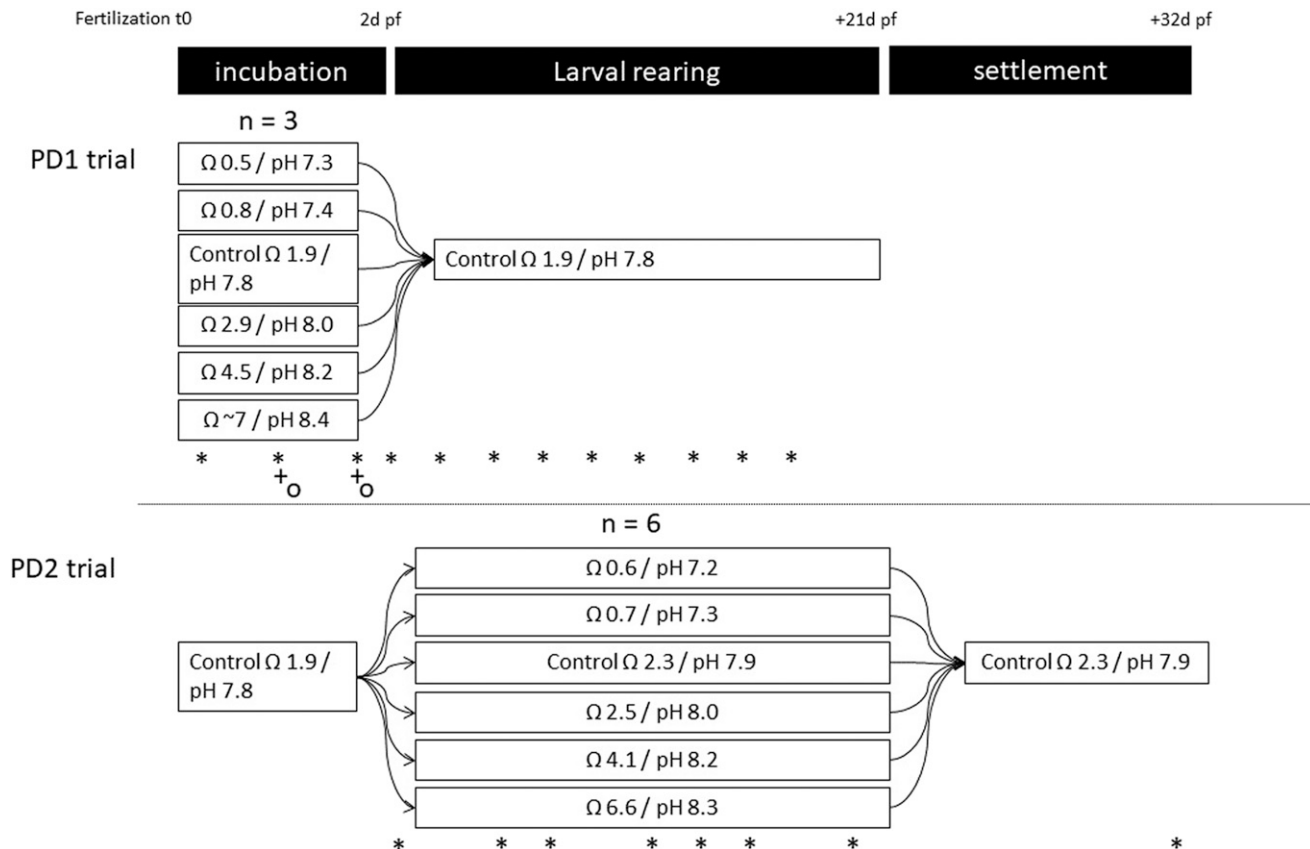 Fertilization t0 2d pf +21d pf +32d pf
incubation Larval rearing settlement
n = 3
PD1 trial
Ω 0.5 / pH 7.3
Ω 0.8 / pH 7.4
Control Ω 1.9 /
pH 7.8
Control Ω 1.9 / pH 7.8
Ω 2.9 / pH 8.0
Ω 4.5 / pH 8.2
Ω ~7 / pH 8.4
* * * * * * * * * * * *
+ +
o o
n = 6
PD2 trial
Ω 0.6 / pH 7.2
Ω 0.7 / pH 7.3
Control Ω 1.9 /
pH 7.8
Control Ω 2.3 / pH 7.9
Control Ω 2.3 / pH 7.9
Ω 2.5 / pH 8.0
Ω 4.1 / pH 8.2
Ω 6.6 / pH 8.3
* * * * * * * *